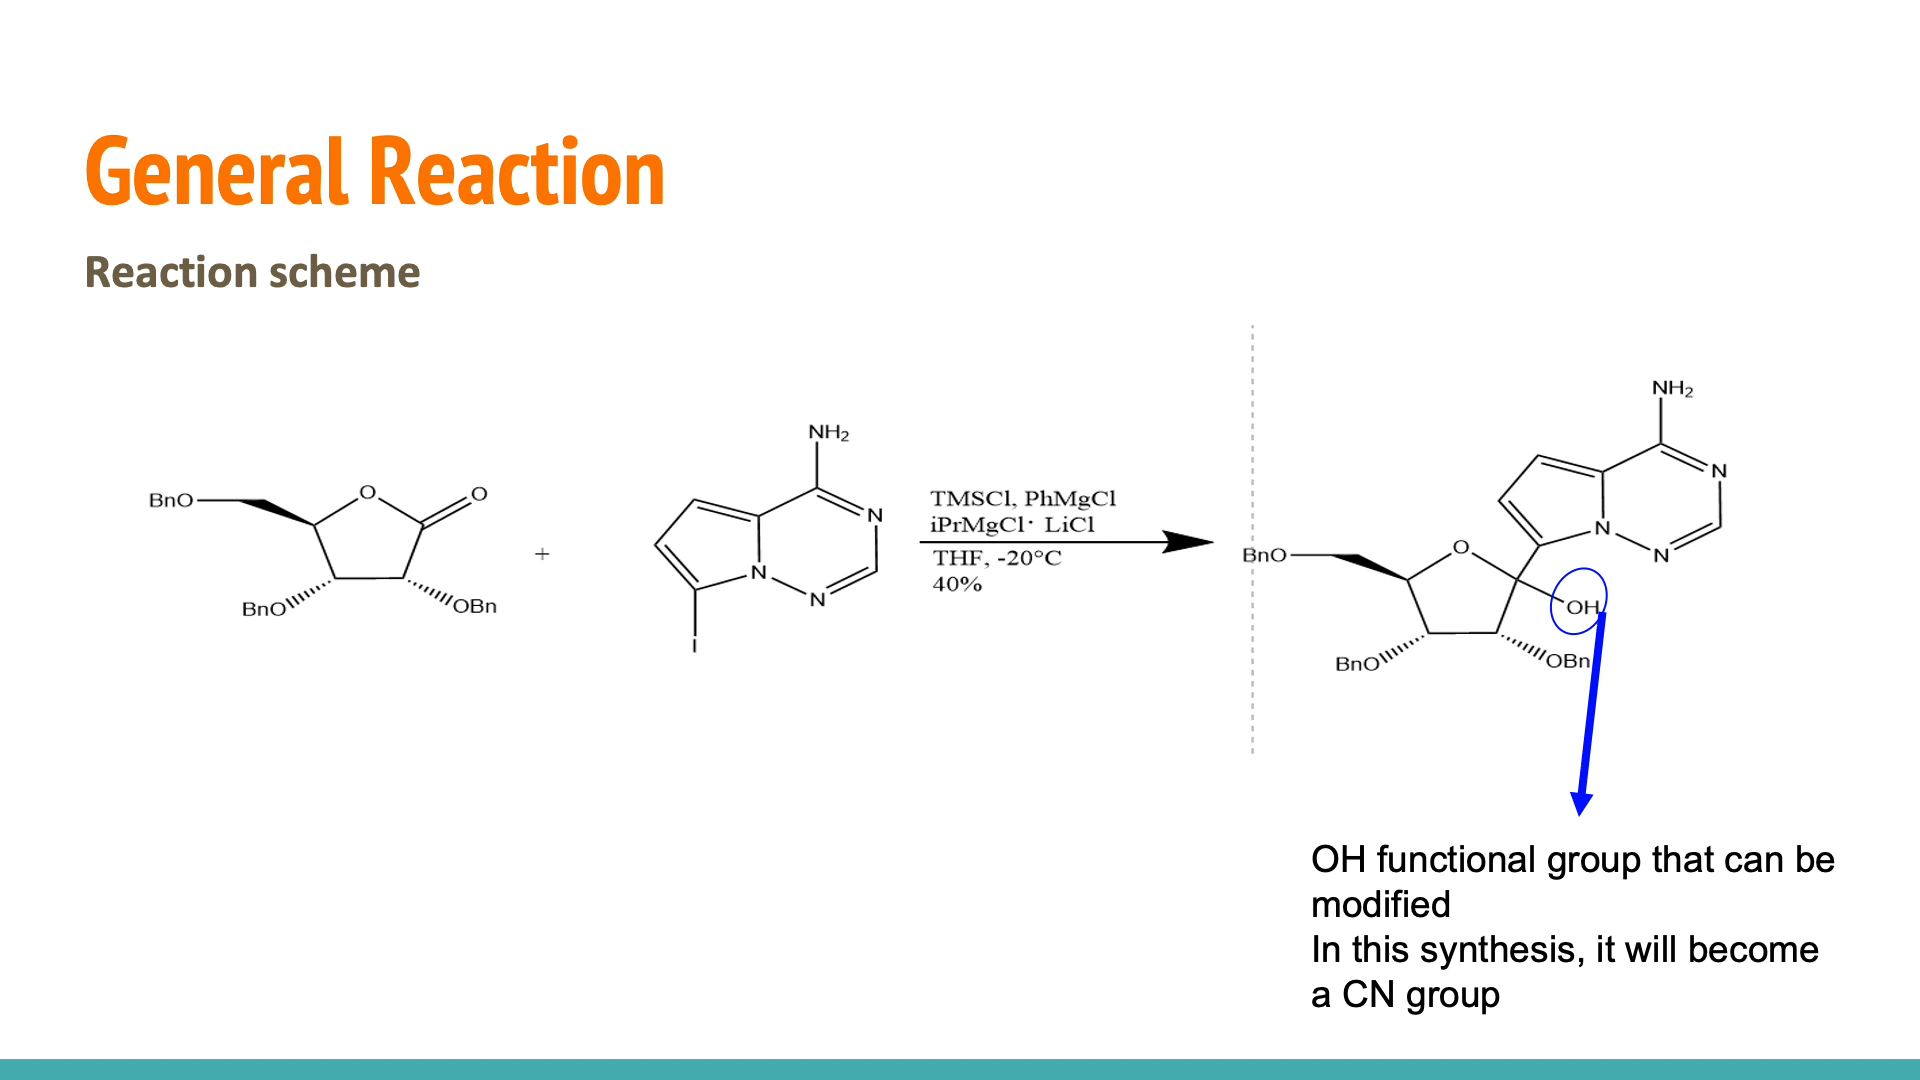 General Reaction
Reaction scheme
BnO
O
O
BnO
OBn
+
NH2
N
N
N
I
TMSCl, PhMgCl
iPrMgCl· LiCl
THF, -20°C
40%
NH2
N
N
N
BnO
O
OH
BnO
OBn
OH functional group that can be
modified
In this synthesis, it will become
a CN group